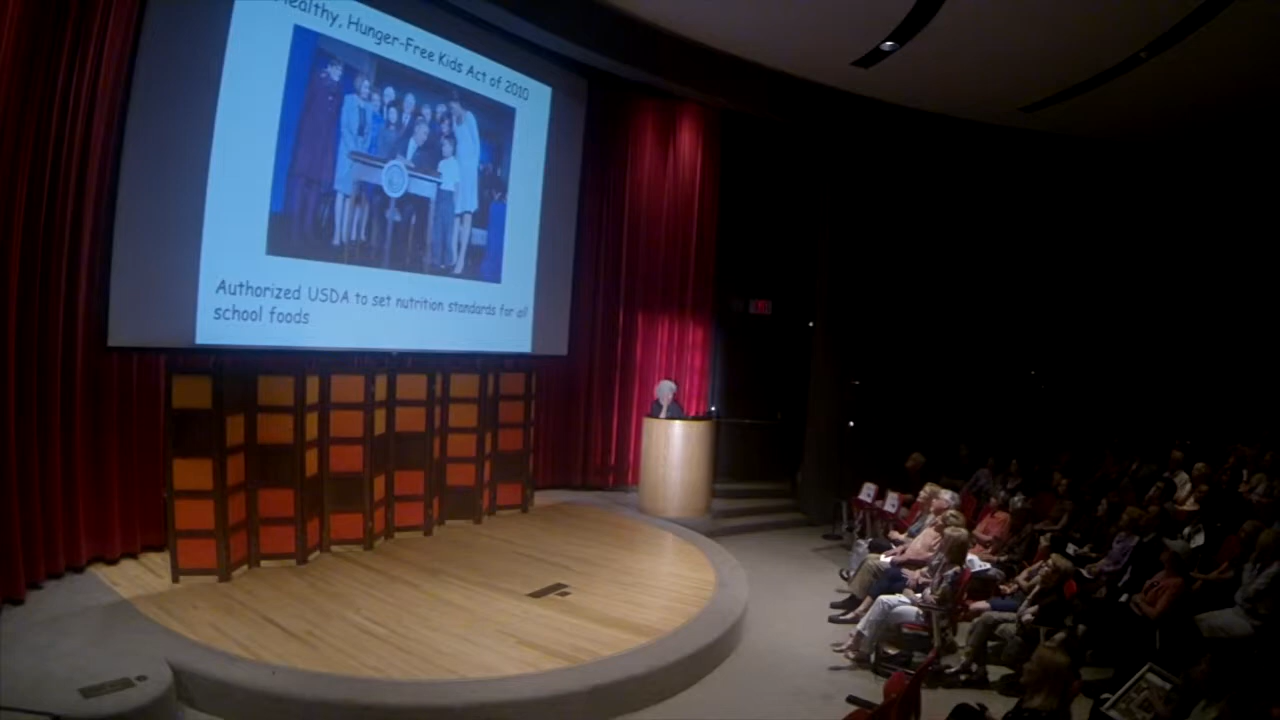 Healthy, Hunger-Free Kids Act of 2010
Authorized USDA to set nutrition standards for all
school foods